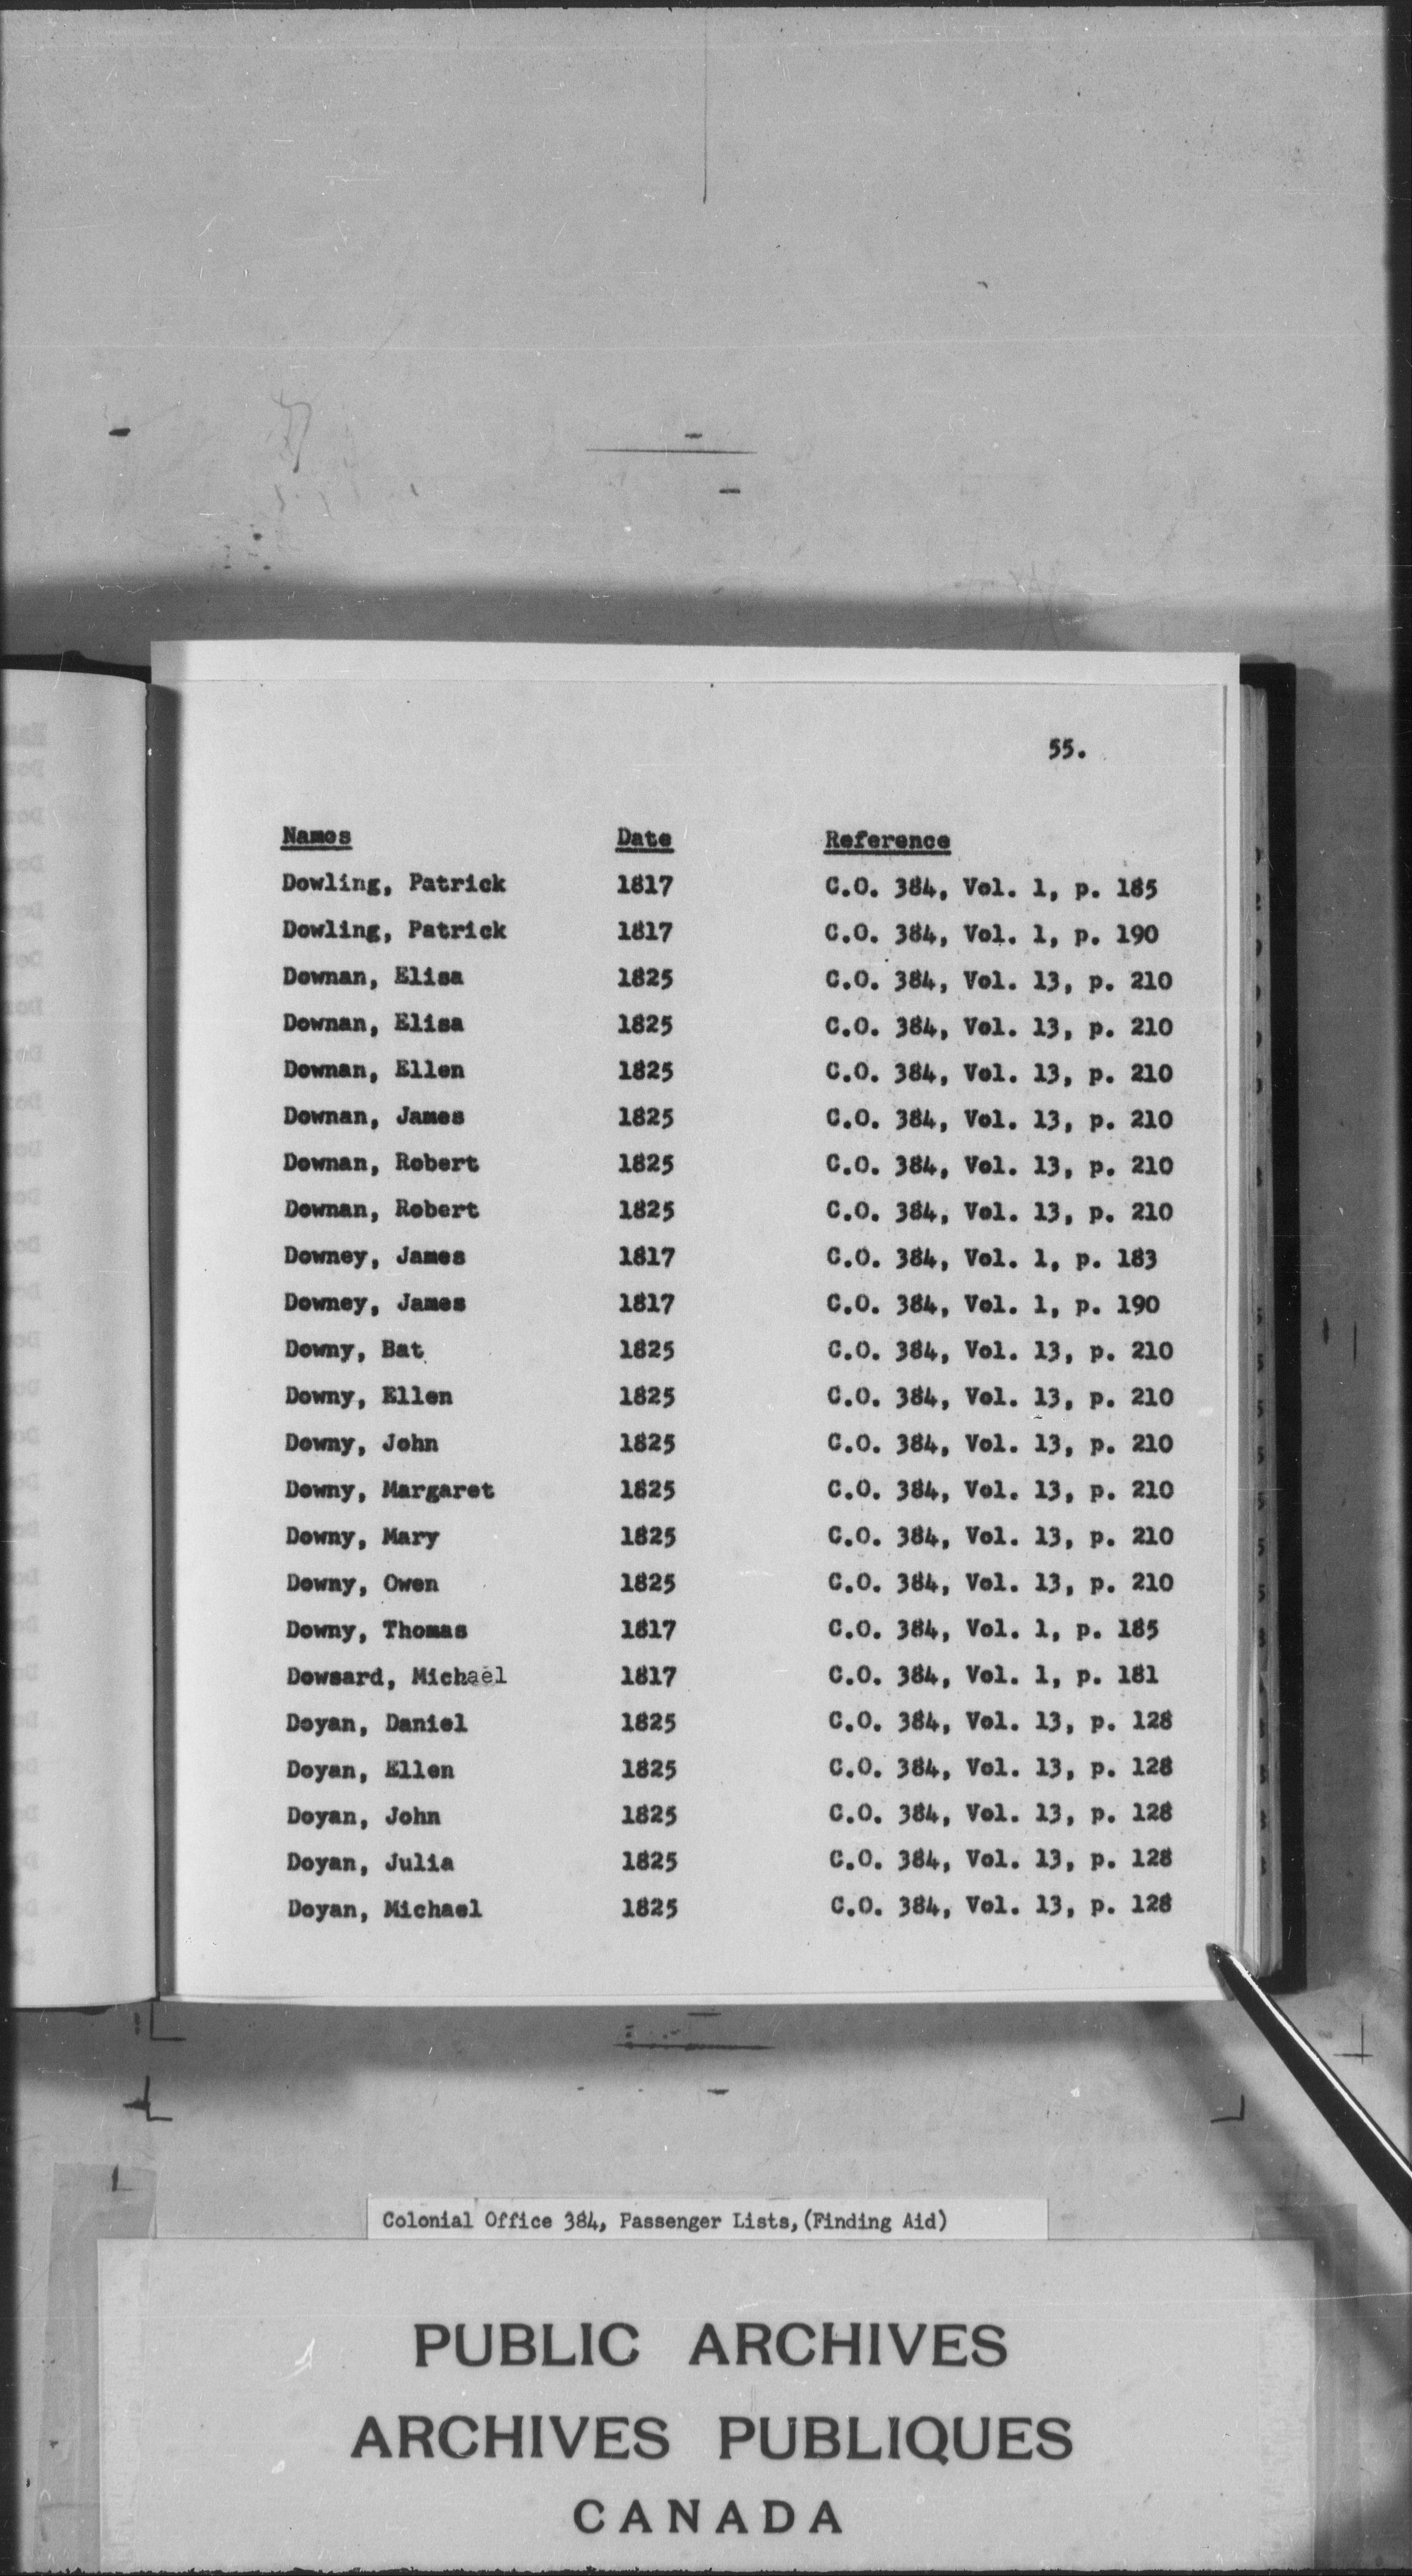 55.
Names Date Reference
Dowling, Patrick 1817 C.O. 384, Vol. 1, p. 185
Dowling, Patrick 1817 C.O. 384, Vol. 1, p. 190
Downan, Elisa 1825 C.O. 384, Vol. 13, p. 210
Downan, Elisa 1825 C.O. 384, Vol. 13, p. 210
Downan, Ellen 1825 C.O. 384, Vol. 13, p. 210
Downan, James 1825 C.O. 384, Vol. 13, p. 210
Downan, Robert 1825 C.O. 384, Vol. 13, p. 210
Downan, Robert 1825 C.O. 384, Vol. 13, p. 210
Downey, James 1817 C.O. 384, Vol. 1, p. 183
Downey, James 1817 C.O. 384, Vol. 1, p. 190
Downy, Bat 1825 C.O. 384, Vol. 13, p. 210
Downy, Ellen 1825 C.O. 384, Vol. 13, p. 210
Downy, John 1825 C.O. 384, Vol. 13, p. 210
Downy, Margaret 1825 C.O. 384, Vol. 13, p. 210
Downy, Mary 1825 C.O. 384, Vol. 13, p. 210
Downy, Owen 1825 C.O. 384, Vol. 13, p. 210
Downy, Thomas 1817 C.O. 384, Vol. 1, p. 185
Dowsard, Michael 1817 C.O. 384, Vol. 1, p. 181
Doyan, Daniel 1825 C.O. 384, Vol. 13, p. 128
Doyan, Ellen 1825 C.O. 384, Vol. 13, p. 128
Doyan, John 1825 C.O. 384, Vol. 13, p. 128
Doyan, Julia 1825 C.O. 384, Vol. 13, p. 128
Doyan, Michael 1825 C.O. 384, Vol. 13, p. 128
Colonial Office 384, Passenger Lists, (Finding Aid)
PUBLIC ARCHIVES
ARCHIVES PUBLIQUES
CANADA